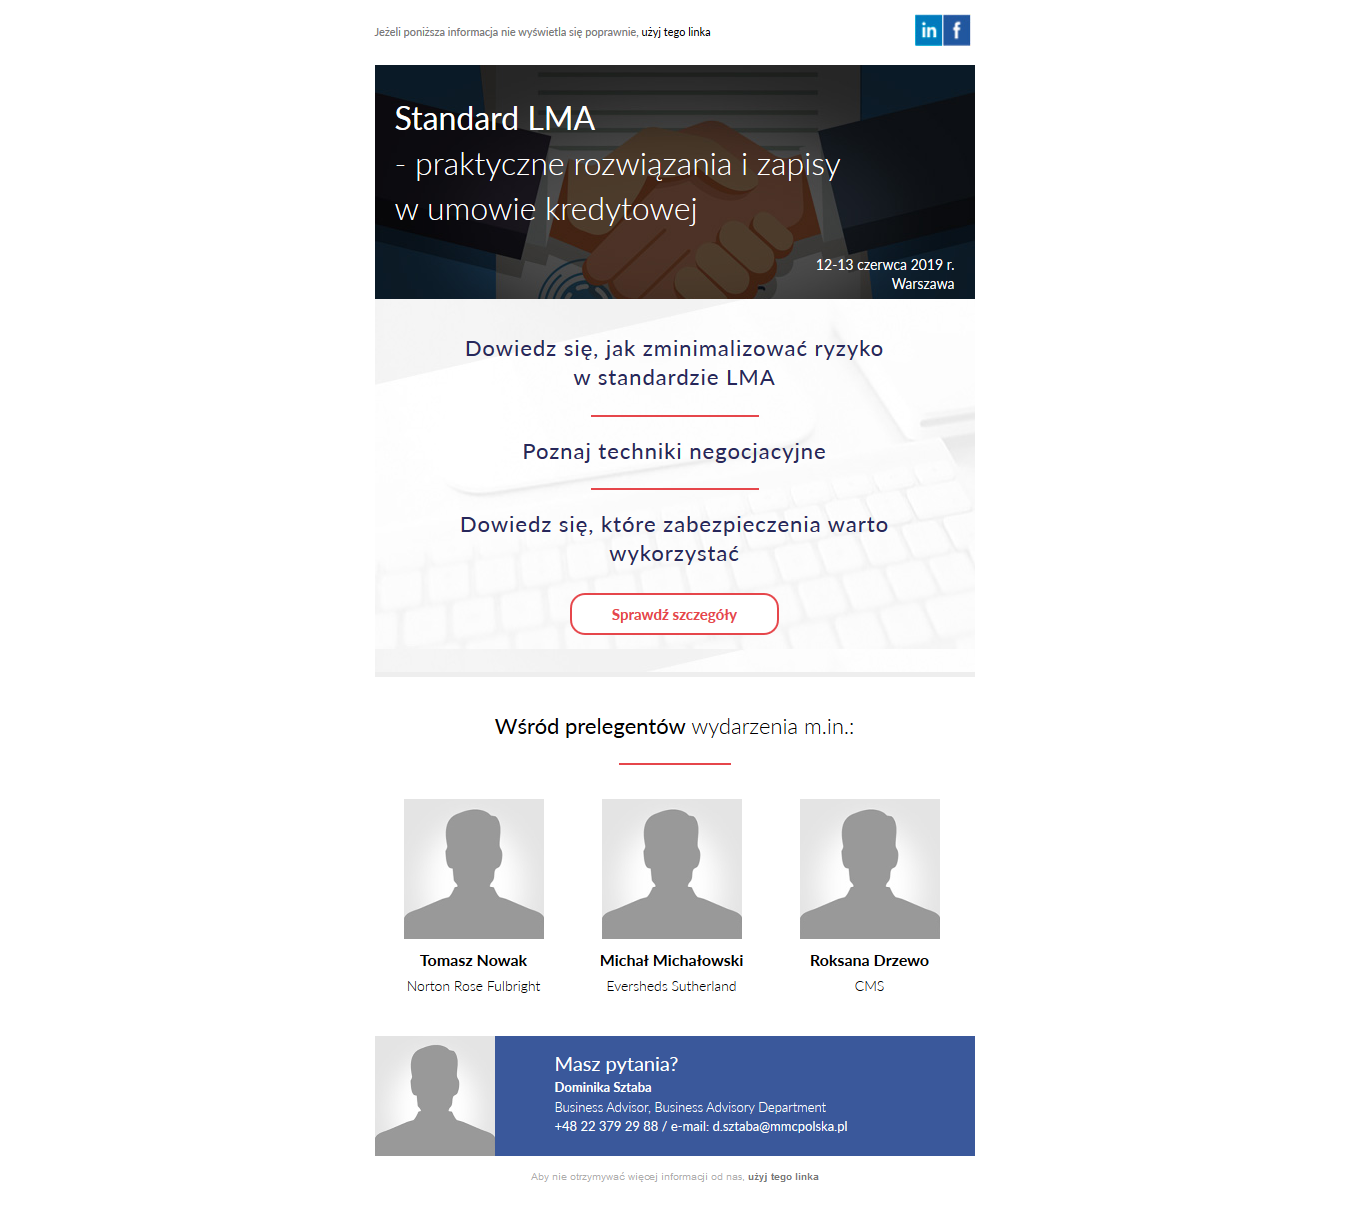 Jeżeli poniższa informacja nie wyświetla się poprawnie, użyj tego linka
in f
Standard LMA
- praktyczne rozwiązania i zapisy
w umowie kredytowej
12-13 czerwca 2019 r.
Warszawa
Dowiedz się, jak zminimalizować ryzyko
w standardzie LMA
Poznaj techniki negocjacyjne
Dowiedz się, które zabezpieczenia warto
wykorzystać
Sprawdź szczegóły
Wśród prelegentów wydarzenia m.in.:
Tomasz Nowak
Norton Rose Fulbright
Michał Michałowski
Eversheds Sutherland
Roksana Drzewo
CMS
Masz pytania?
Dominika Sztaba
Business Advisor, Business Advisory Department
+48 22 379 29 88 / e-mail: d.sztaba@mmcpolska.pl
Aby nie otrzymywać więcej informacji od nas, użyj tego linka